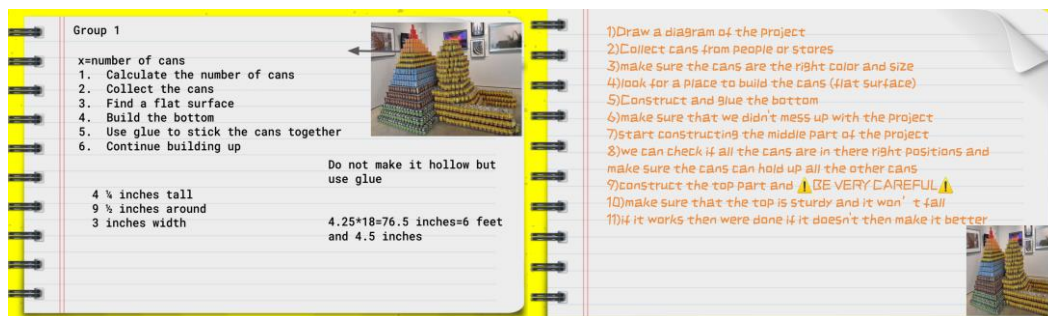 Group 1
x=number of cans
1. Calculate the number of cans
2. Collect the cans
3. Find a flat surface
4. Build the bottom
5. Use glue to stick the cans together
6. Continue building up
Do not make it hollow but
use glue
4 ¼ inches tall
9 ½ inches around
3 inches width
4.25*18=76.5 inches=6 feet
and 4.5 inches
1)Draw a diagram of the project
2)Collect cans from people or stores
3)make sure the cans are the right color and size
4)look for a place to build the cans (flat surface)
5)Construct and glue the bottom
6)make sure that we didn't mess up with the project
7)start constructing the middle part of the project
8)we can check if all the cans are in there right positions and
make sure the cans can hold up all the other cans
9)construct the top part and ⚠️BE VERY CAREFUL⚠️
10)make sure that the top is sturdy and it won't fall
11)if it works then were done if it doesn't then make it better